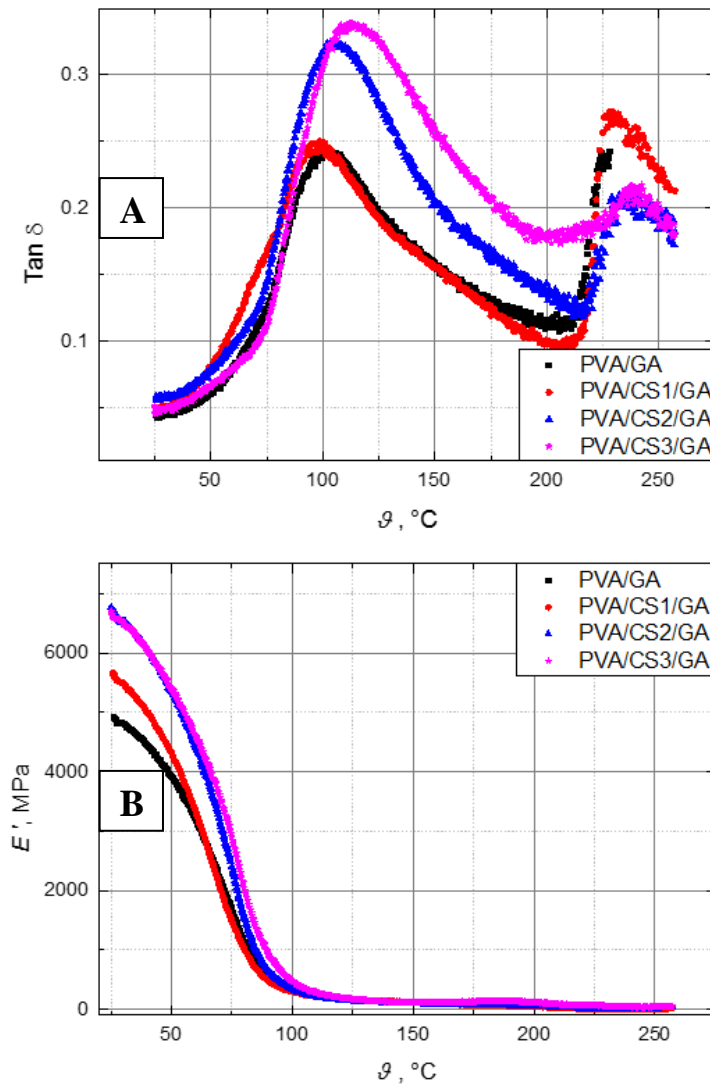 0.3
A
0.2
Tan δ
0.1
PVA/GA
PVA/CS1/GA
PVA/CS2/GA
PVA/CS3/GA
50 100 150 200 250
ϑ , °C
PVA/GA
PVA/CS1/GA
PVA/CS2/GA
PVA/CS3/GA
6000
4000
B
E ', MPa
2000
0
50 100 150 200 250
ϑ , °C